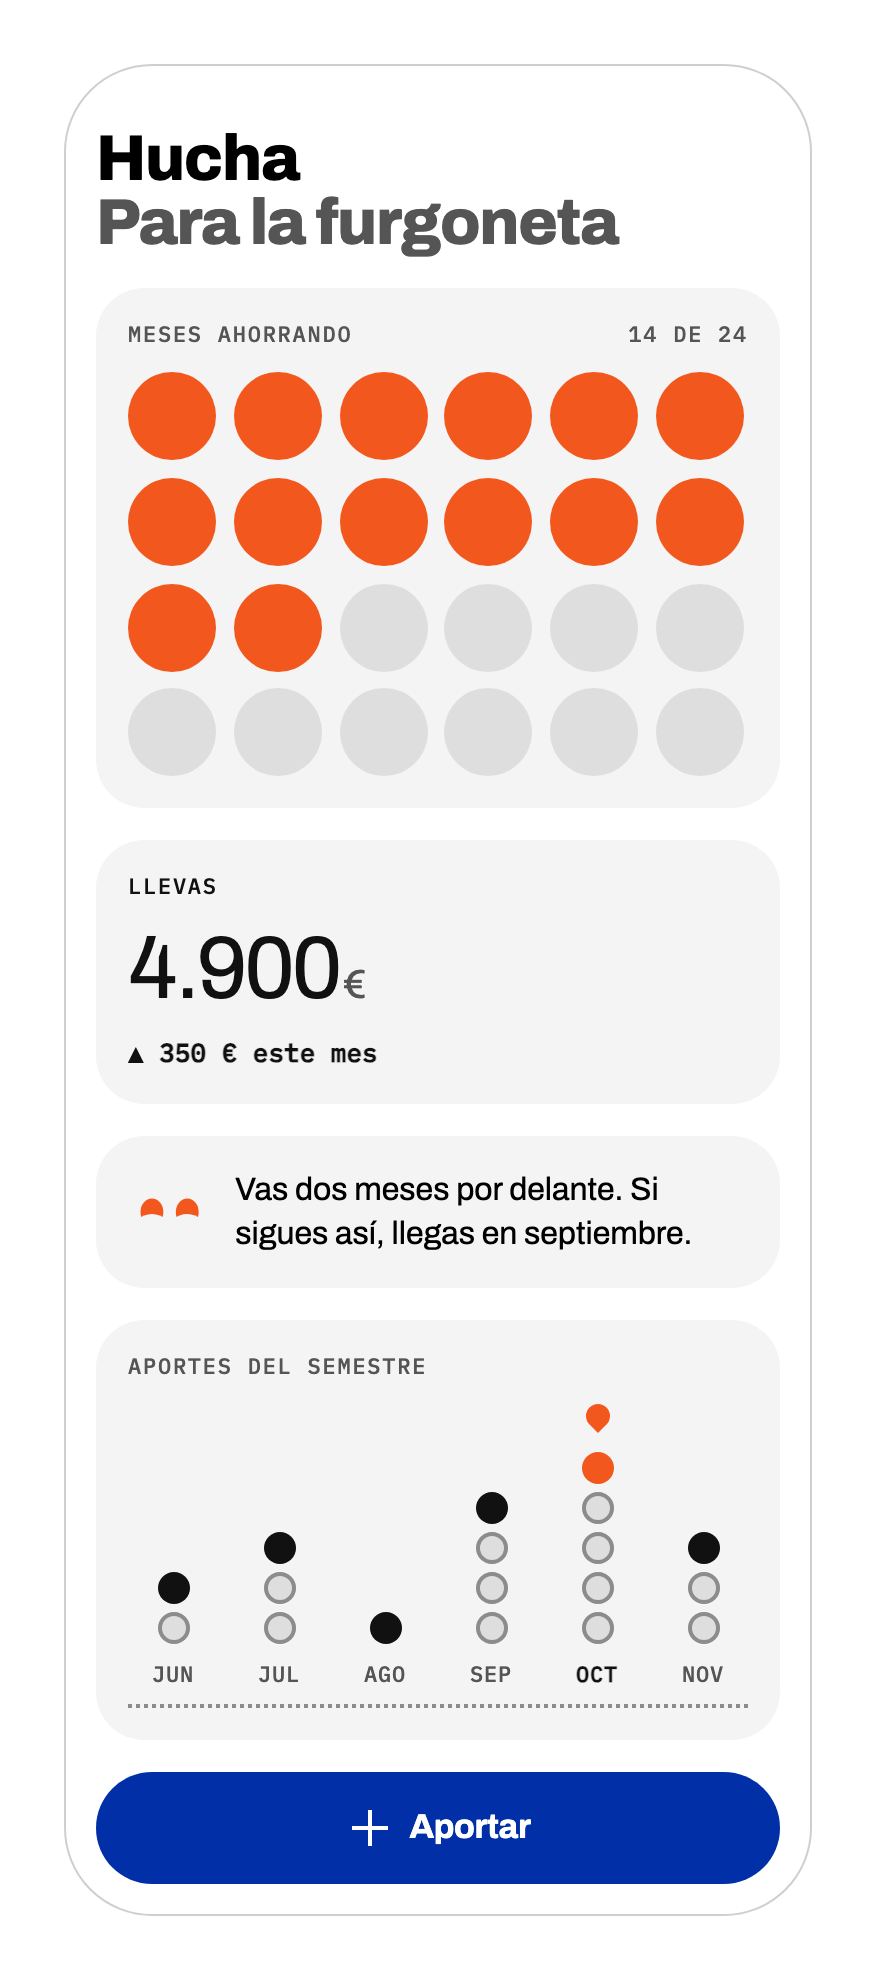 Hucha
Para la furgoneta
MESES AHORRANDO 14 DE 24
LLEVAS
4.900€
▲ 350 € este mes
Vas dos meses por delante. Si
sigues así, llegas en septiembre.
APORTES DEL SEMESTRE
JUN JUL AGO SEP OCT NOV
Aportar